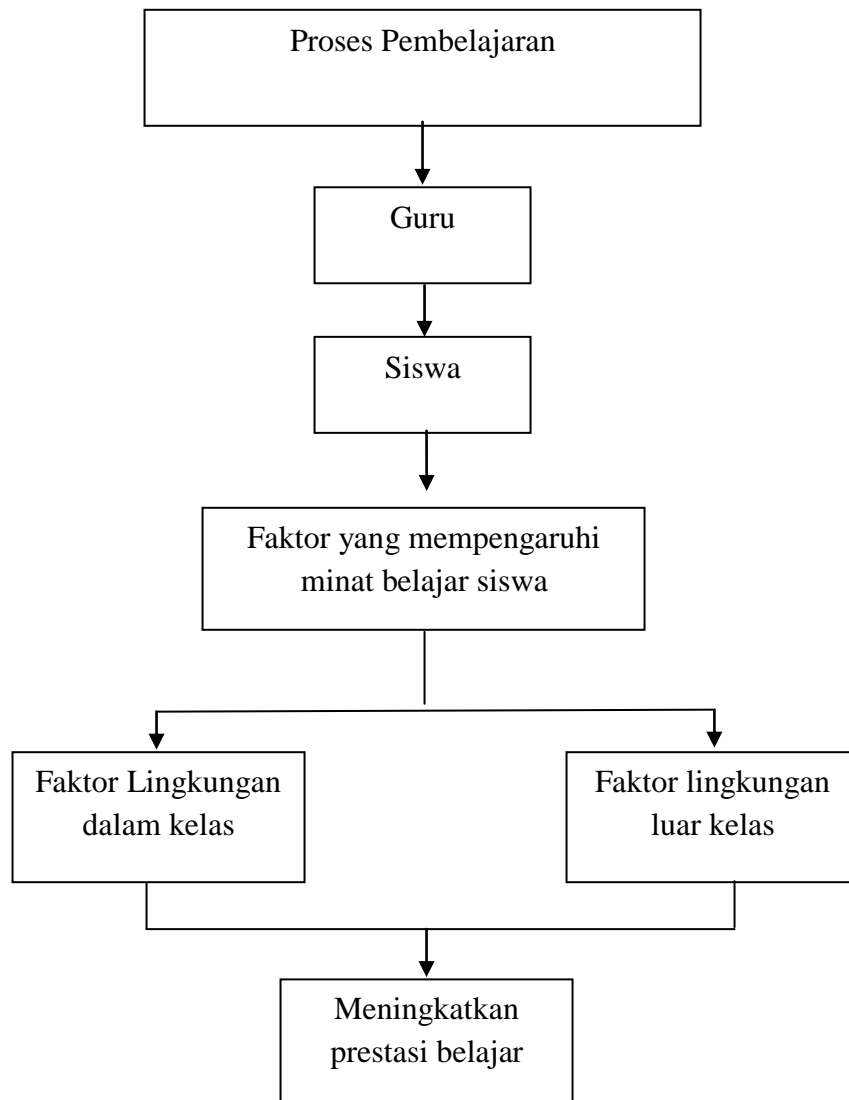 Proses Pembelajaran
Guru
Siswa
Faktor yang mempengaruhi
minat belajar siswa
Faktor Lingkungan
dalam kelas
Faktor lingkungan
luar kelas
Meningkatkan
prestasi belajar